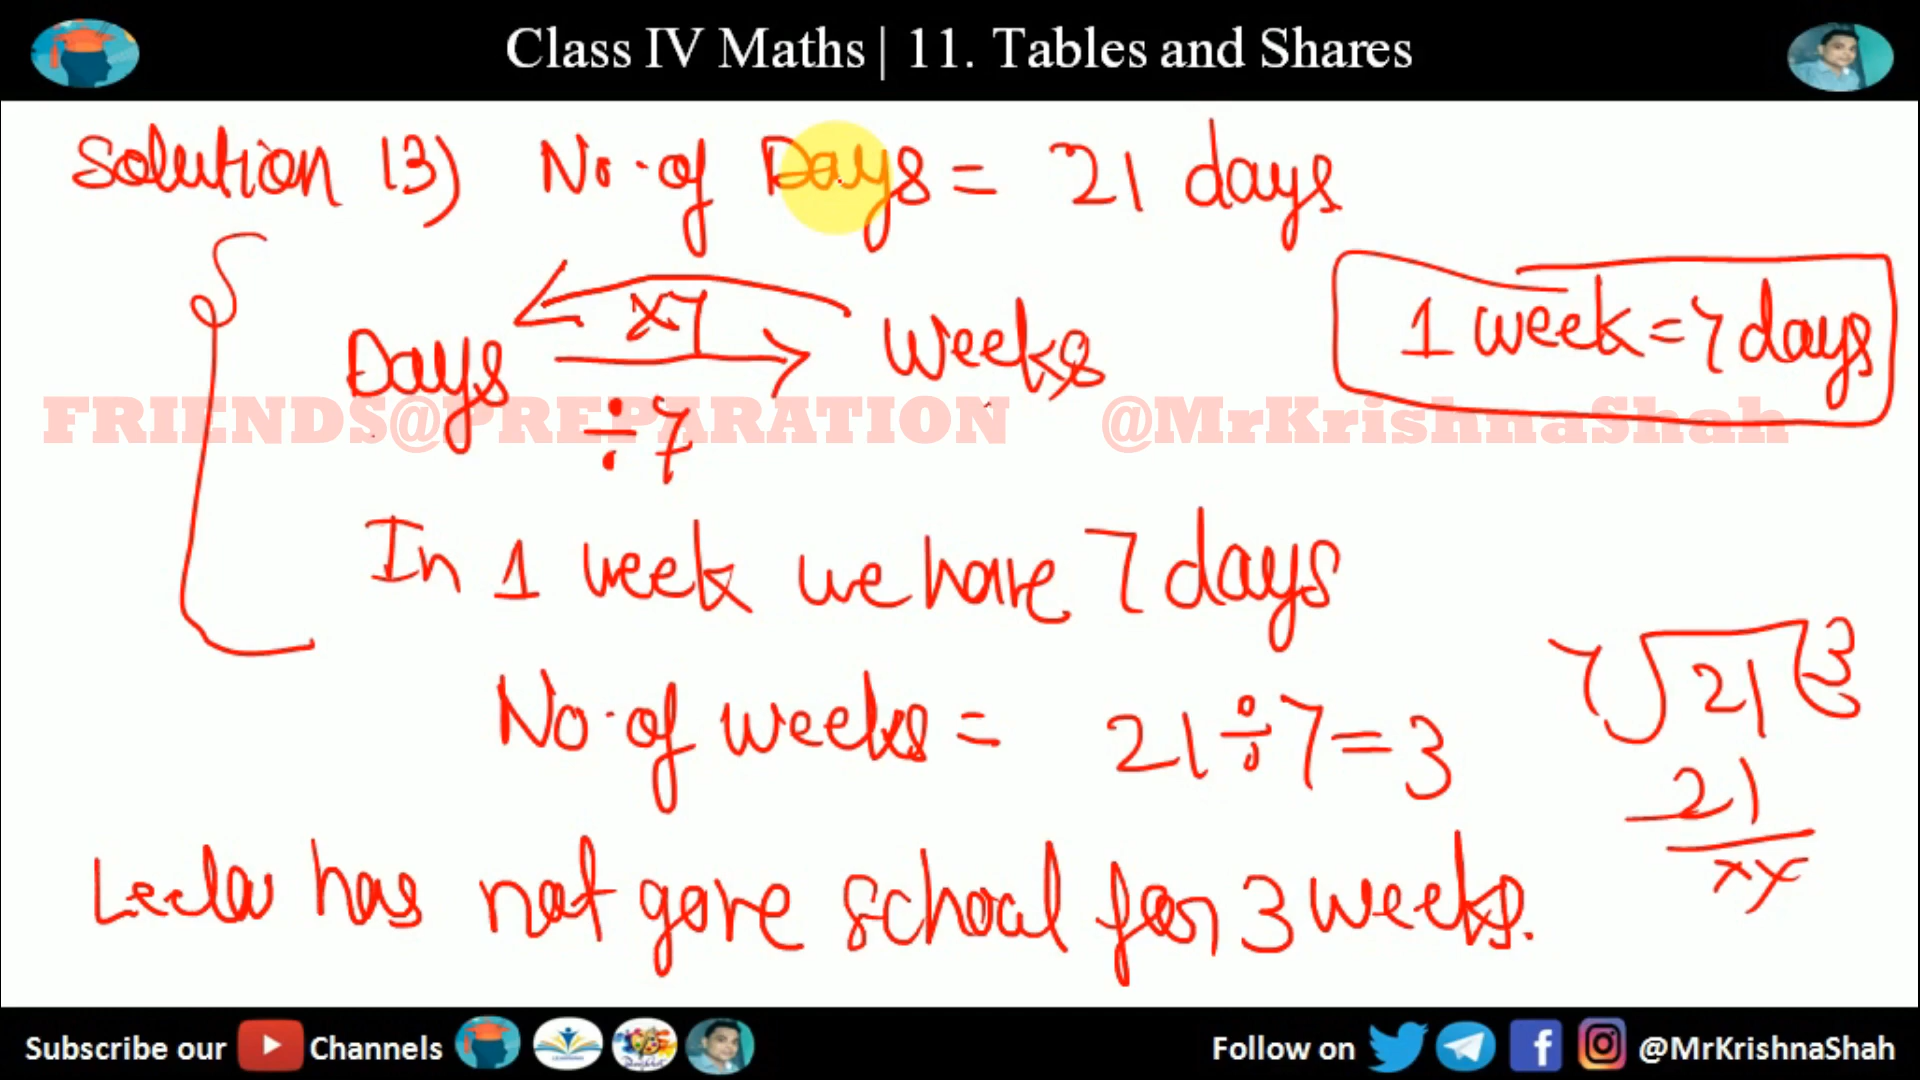 Class IV Maths | 11. Tables and Shares
Solution 13) No. of Days = 21 days
1 week = 7 days
×7
Days Weeks
÷7
FRIENDS@PREPARATION @MrKrishnaShah
In 1 week we have 7 days
No. of weeks = 21÷7=3
7 21 3
21
xx
Leela has not gone school for 3 weeks.
Subscribe our Channels Follow on @MrKrishnaShah